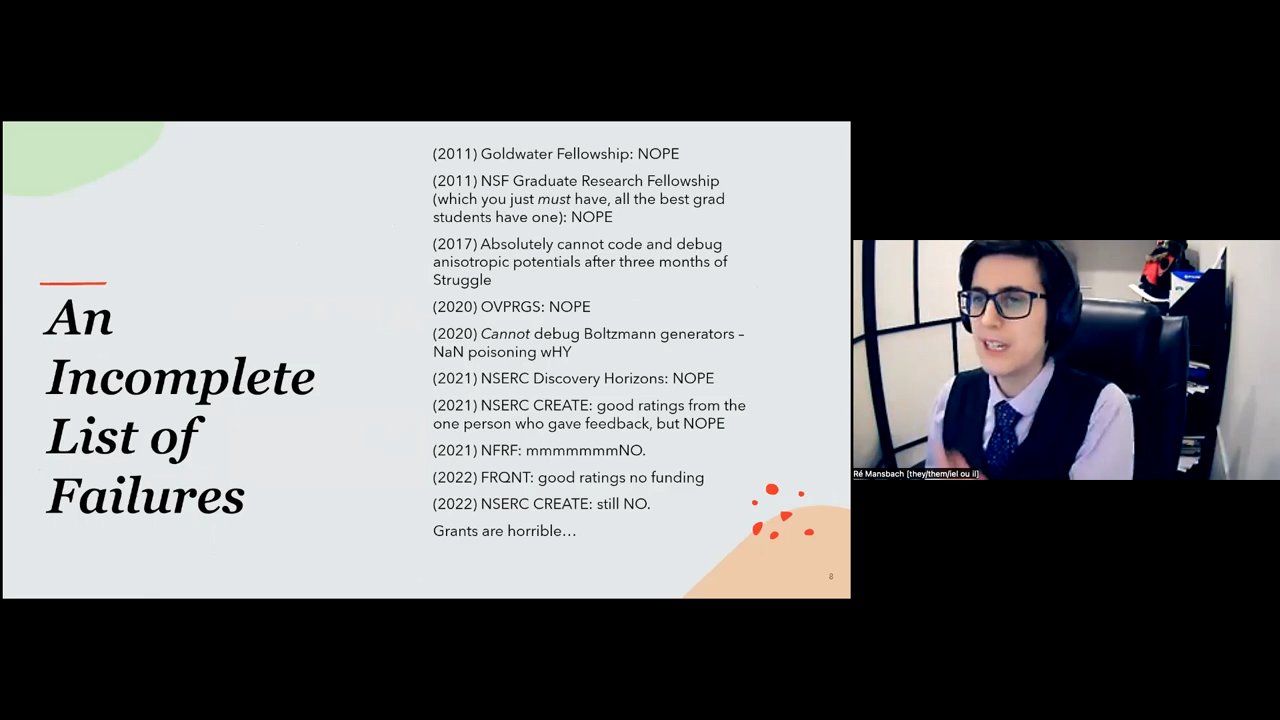 An
Incomplete
List of
Failures
(2011) Goldwater Fellowship: NOPE
(2011) NSF Graduate Research Fellowship
(which you just must have, all the best grad
students have one): NOPE
(2017) Absolutely cannot code and debug
anisotropic potentials after three months of
Struggle
(2020) OVPRGS: NOPE
(2020) Cannot debug Boltzmann generators –
NaN poisoning wHY
(2021) NSERC Discovery Horizons: NOPE
(2021) NSERC CREATE: good ratings from the
one person who gave feedback, but NOPE
(2021) NFRF: mmmmmmmNO.
(2022) FRQNT: good ratings no funding
(2022) NSERC CREATE: still NO.
Grants are horrible…
8
Ré Mansbach [they/them/iel ou il]